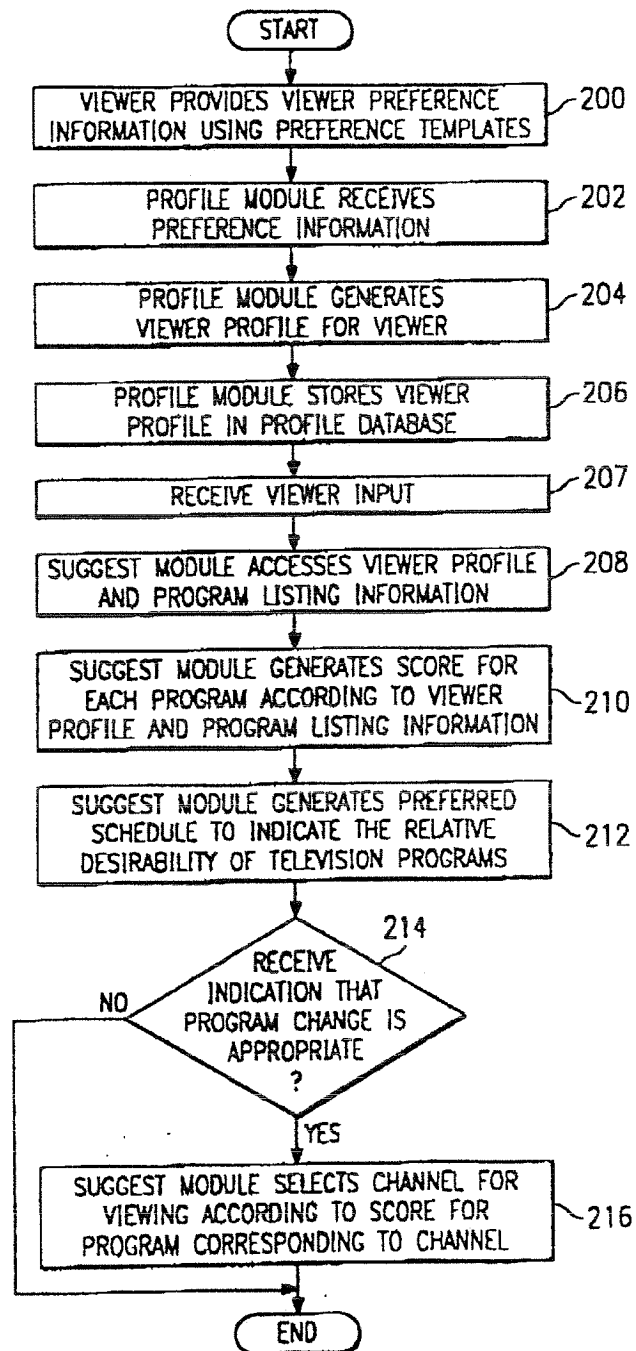 START
VIEWER PROVIDES VIEWER PREFERENCE
INFORMATION USING PREFERENCE TEMPLATES
200
PROFILE MODULE RECEIVES
PREFERENCE INFORMATION
202
PROFILE MODULE GENERATES
VIEWER PROFILE FOR VIEWER
204
PROFILE MODULE STORES VIEWER
PROFILE IN PROFILE DATABASE
206
RECEIVE VIEWER INPUT
207
SUGGEST MODULE ACCESSES VIEWER PROFILE
AND PROGRAM LISTING INFORMATION
208
SUGGEST MODULE GENERATES SCORE FOR
EACH PROGRAM ACCORDING TO VIEWER
PROFILE AND PROGRAM LISTING INFORMATION
210
SUGGEST MODULE GENERATES PREFERRED
SCHEDULE TO INDICATE THE RELATIVE
DESIRABILITY OF TELEVISION PROGRAMS
212
214
RECEIVE
INDICATION THAT
PROGRAM CHANGE IS
APPROPRIATE
?
NO
YES
SUGGEST MODULE SELECTS CHANNEL FOR
VIEWING ACCORDING TO SCORE FOR
PROGRAM CORRESPONDING TO CHANNEL
216
END